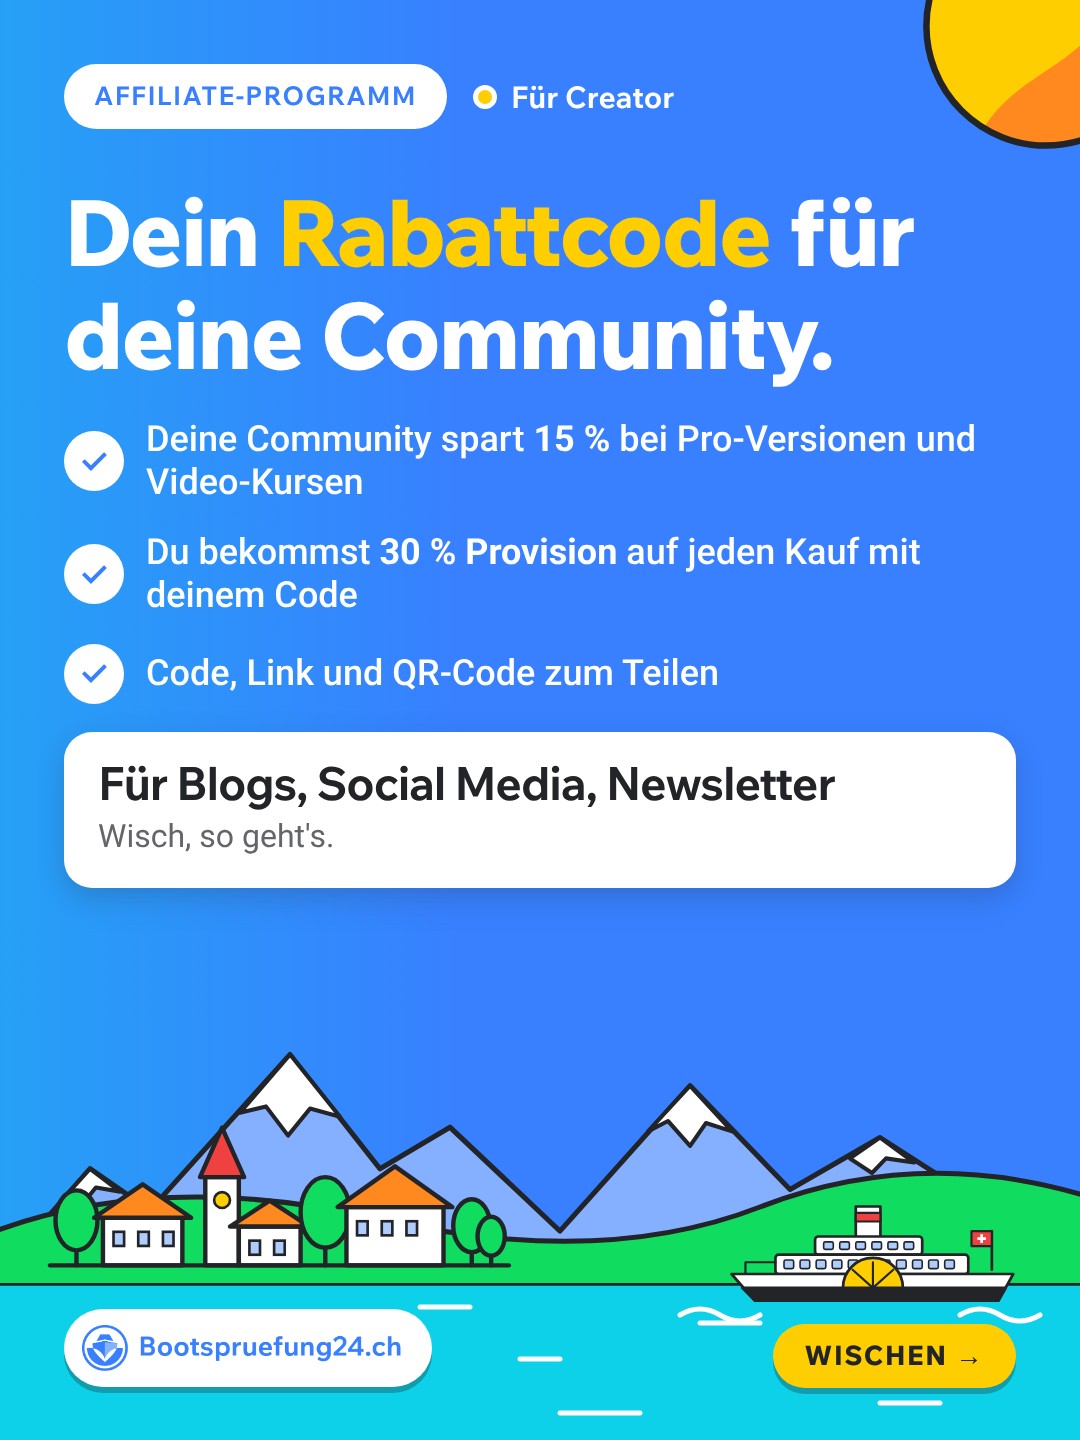 AFFILIATE-PROGRAMM
Für Creator
Dein Rabattcode für
deine Community.
Deine Community spart 15 % bei Pro-Versionen und
Video-Kursen
Du bekommst 30 % Provision auf jeden Kauf mit
deinem Code
Code, Link und QR-Code zum Teilen
Für Blogs, Social Media, Newsletter
Wisch, so geht's.
Bootspruefung24.ch
WISCHEN →